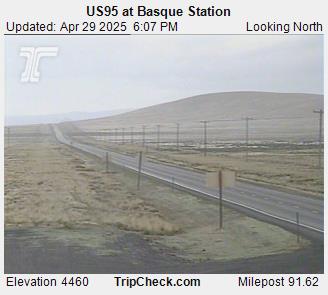 US95 at Basque Station
Updated: Apr 29 2025 6:07 PM Looking North
Elevation 4460 TripCheck.com Milepost 91.62